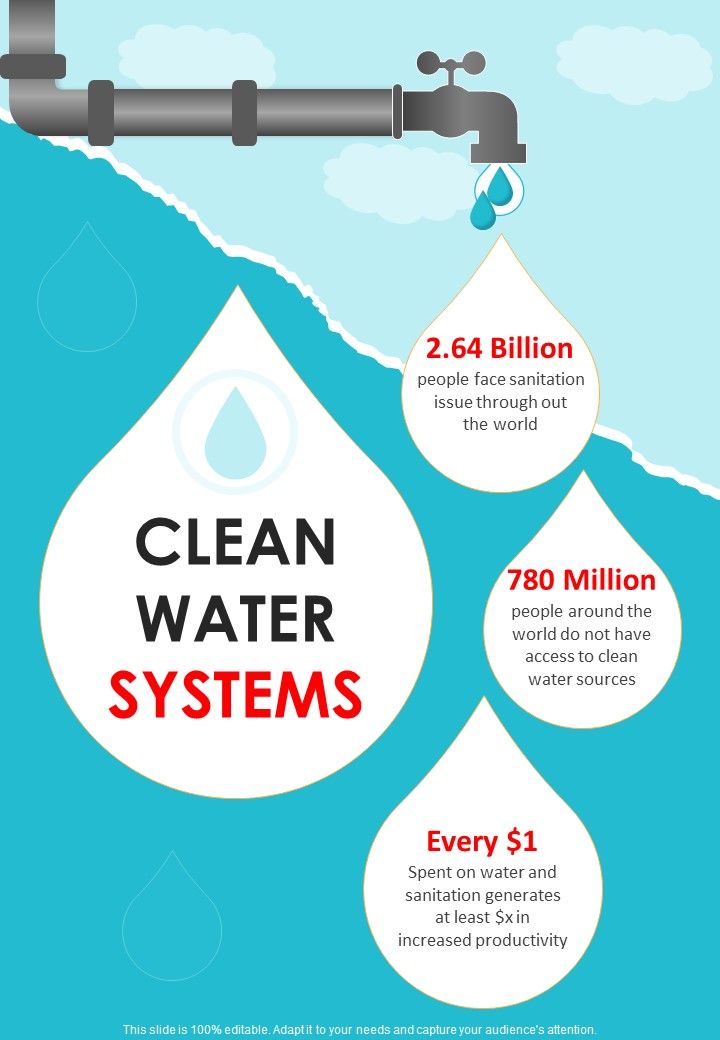 2.64 Billion
people face sanitation
issue through out
the world
CLEAN
WATER
SYSTEMS
780 Million
people around the
world do not have
access to clean
water sources
Every $1
Spent on water and
sanitation generates
at least $x in
increased productivity
This slide is 100% editable. Adapt it to your needs and capture your audience's attention.